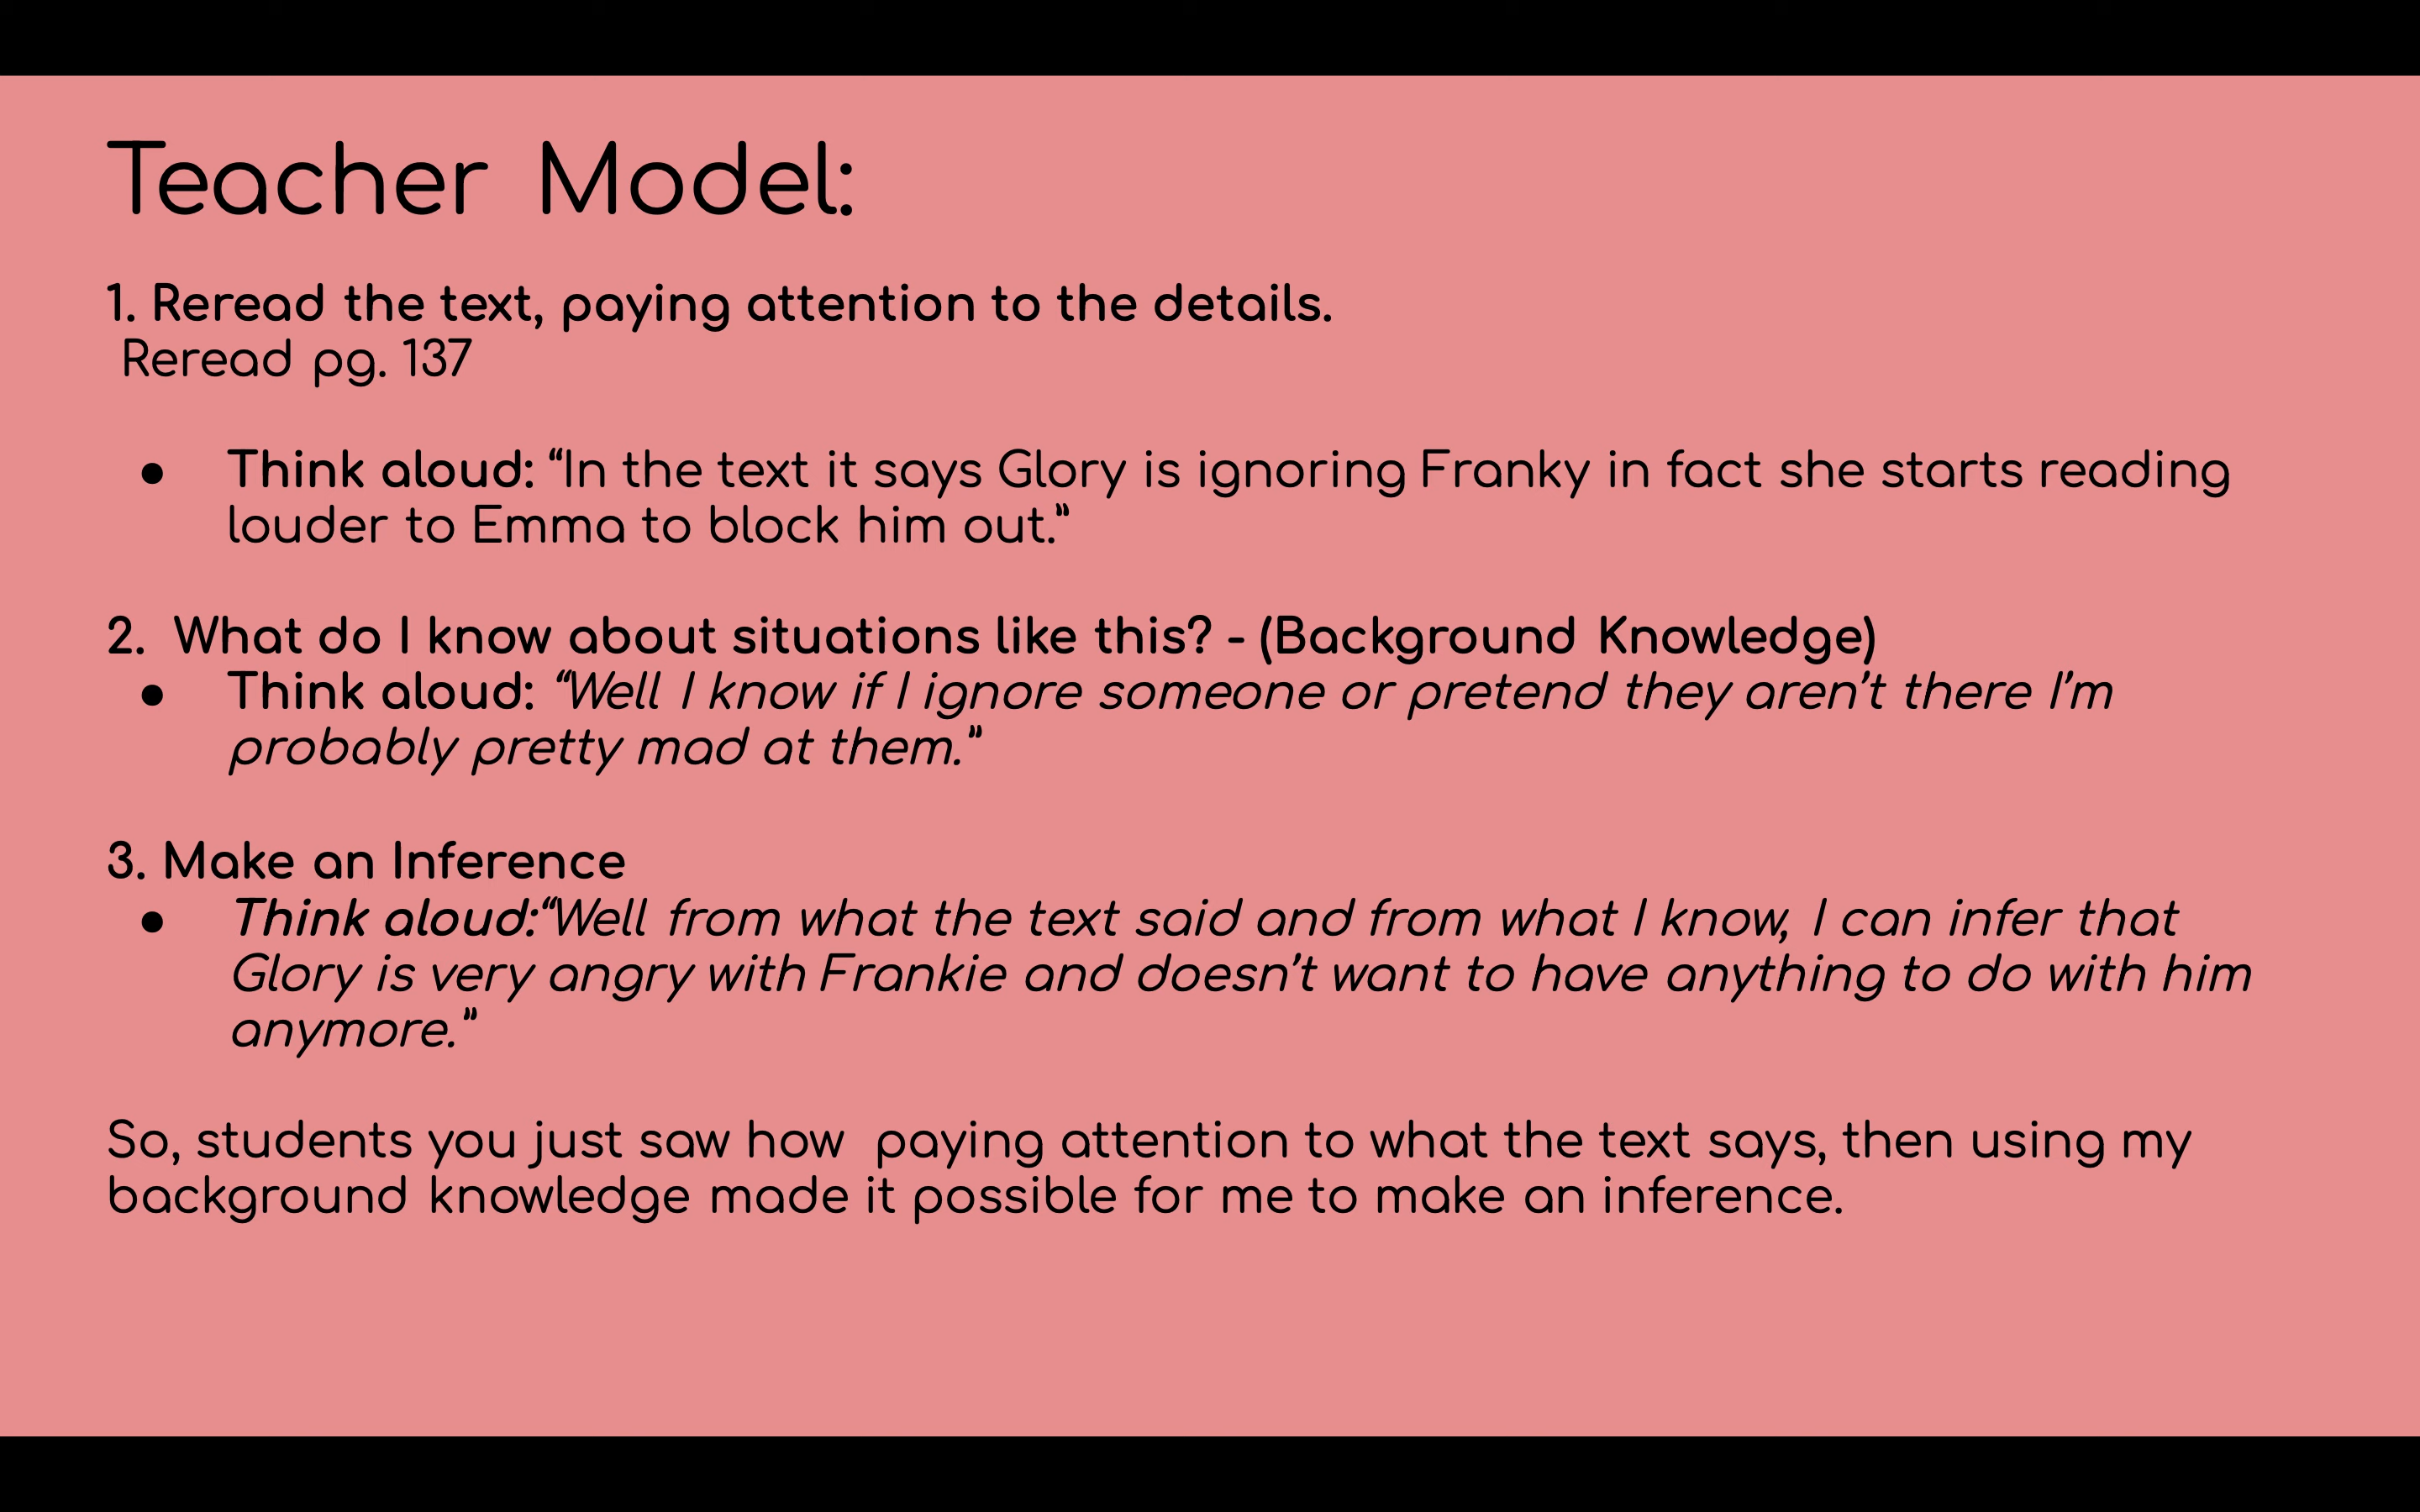 Teacher Model:
1. Reread the text, paying attention to the details.
Reread pg. 137
● Think aloud: “In the text it says Glory is ignoring Franky in fact she starts reading
louder to Emma to block him out.”
2. What do I know about situations like this? - (Background Knowledge)
● Think aloud: “Well I know if I ignore someone or pretend they aren’t there I’m
probably pretty mad at them.”
3. Make an Inference
● Think aloud:“Well from what the text said and from what I know, I can infer that
Glory is very angry with Frankie and doesn’t want to have anything to do with him
anymore.”
So, students you just saw how paying attention to what the text says, then using my
background knowledge made it possible for me to make an inference.